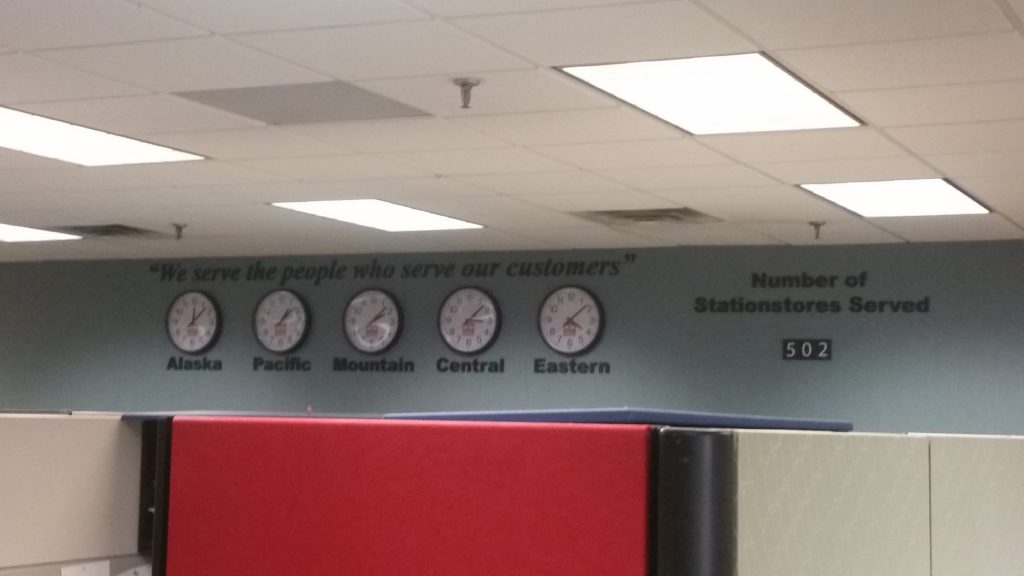 “We serve the people who serve our customers”
Number of
Stationstores Served
502
Alaska Pacific Mountain Central Eastern